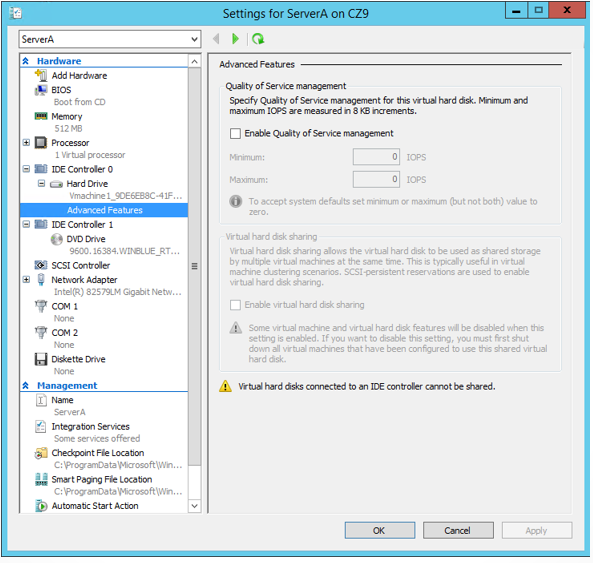 Settings for ServerA on CZ9
ServerA
Hardware
Add Hardware
BIOS
Boot from CD
Memory
512 MB
Processor
1 Virtual processor
IDE Controller 0
Hard Drive
Vmachine1_9DE6EB8C-41F...
Advanced Features
IDE Controller 1
DVD Drive
9600.16384.WINBLUE_RT...
SCSI Controller
Network Adapter
Intel(R) 82579LM Gigabit Netw...
COM 1
None
COM 2
None
Diskette Drive
None
Management
Name
ServerA
Integration Services
Some services offered
Checkpoint File Location
C:\ProgramData\Microsoft\Win...
Smart Paging File Location
C:\ProgramData\Microsoft\Win...
Automatic Start Action
Advanced Features
Quality of Service management
Specify Quality of Service management for this virtual hard disk. Minimum and
maximum IOPS are measured in 8 KB increments.
Enable Quality of Service management
Minimum: 0 IOPS
Maximum: 0 IOPS
To accept system defaults set minimum or maximum (but not both) value to
zero.
Virtual hard disk sharing
Virtual hard disk sharing allows the virtual hard disk to be used as shared storage
by multiple virtual machines at the same time. This is typically useful in virtual
machine clustering scenarios. SCSI-persistent reservations are used to enable
virtual hard disk sharing.
Enable virtual hard disk sharing
Some virtual machine and virtual hard disk features will be disabled when this
setting is enabled. If you want to disable this setting, you must first shut
down all virtual machines that have been configured to use this shared virtual
hard disk.
Virtual hard disks connected to an IDE controller cannot be shared.
OK
Cancel
Apply